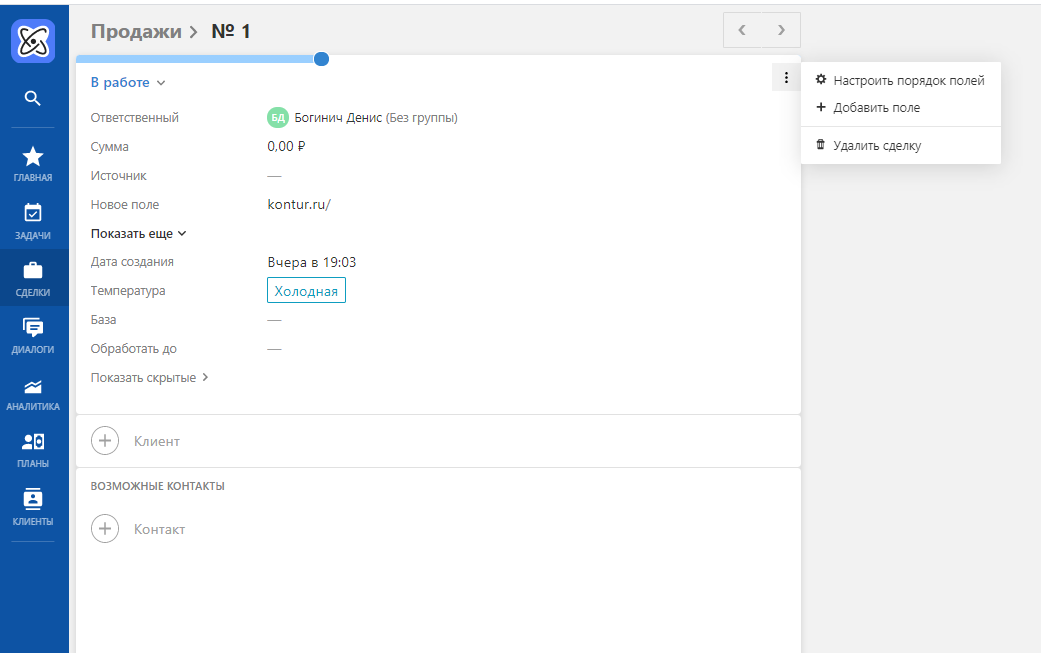 Продажи > № 1
В работе
Настроить порядок полей
Добавить поле
Удалить сделку
Ответственный БД Богинич Денис (Без группы)
Сумма 0,00 ₽
Источник —
Новое поле kontur.ru/
Показать еще
Дата создания Вчера в 19:03
Температура Холодная
База —
Обработать до —
Показать скрытые >
Клиент
ВОЗМОЖНЫЕ КОНТАКТЫ
Контакт
ГЛАВНАЯ
ЗАДАЧИ
СДЕЛКИ
ДИАЛОГИ
АНАЛИТИКА
ПЛАНЫ
КЛИЕНТЫ